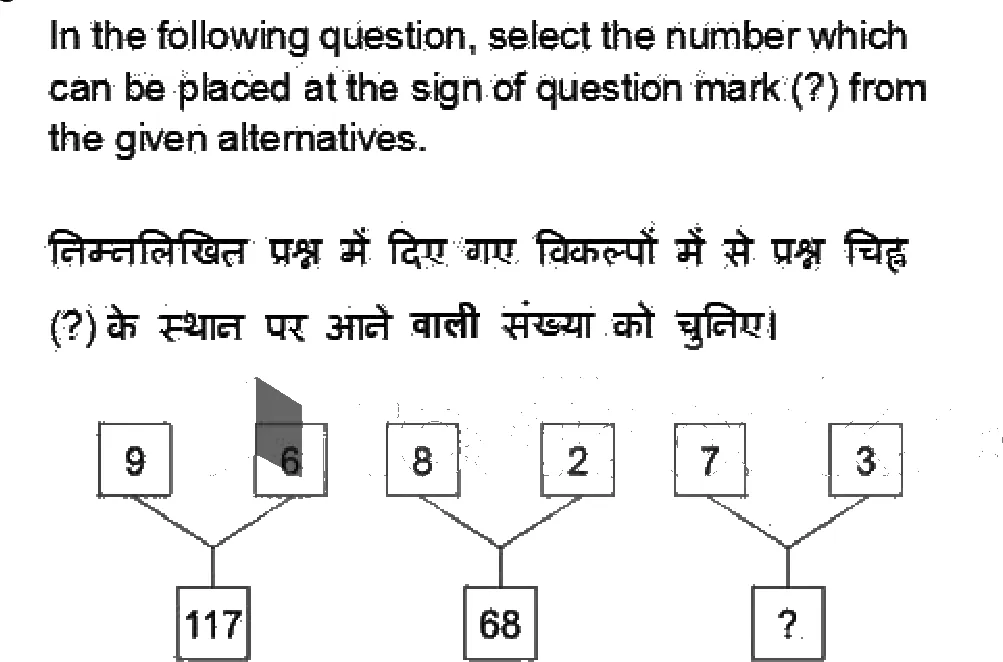 In the following question, select the number which
can be placed at the sign of question mark (?) from
the given alternatives.
निम्नलिखित प्रश्न में दिए गए विकल्पों में से प्रश्न चिह्न
(?) के स्थान पर आने वाली संख्या को चुनिए।
9 6 8 2 7 3
117 68 ?